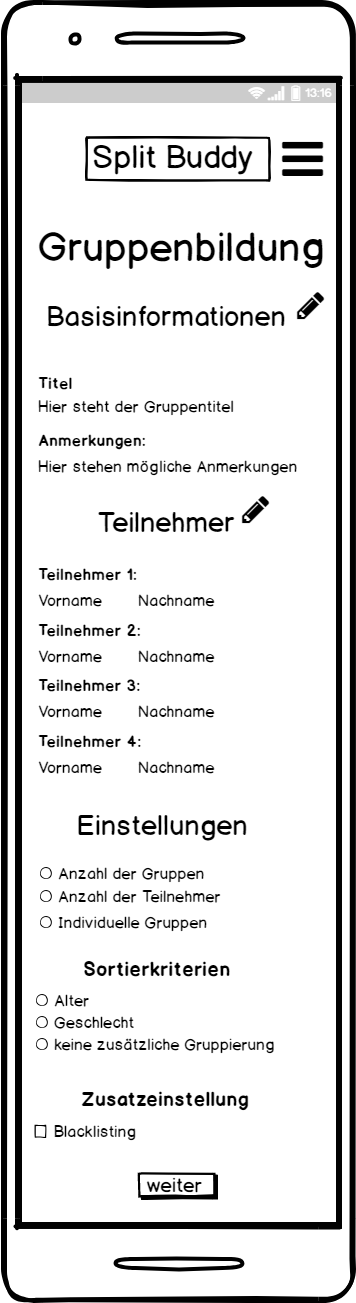 13:16
Split Buddy
Gruppenbildung
Basisinformationen
Titel
Hier steht der Gruppentitel
Anmerkungen:
Hier stehen mögliche Anmerkungen
Teilnehmer
Teilnehmer 1:
Vorname Nachname
Teilnehmer 2:
Vorname Nachname
Teilnehmer 3:
Vorname Nachname
Teilnehmer 4:
Vorname Nachname
Einstellungen
Anzahl der Gruppen
Anzahl der Teilnehmer
Individuelle Gruppen
Sortierkriterien
Alter
Geschlecht
keine zusätzliche Gruppierung
Zusatzeinstellung
Blacklisting
weiter